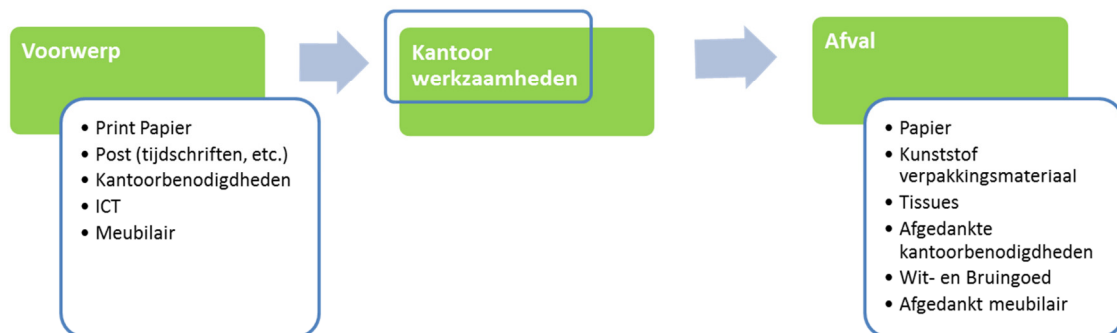 Voorwerp
• Print Papier
• Post (tijdschriften, etc.)
• Kantoorbenodigdheden
• ICT
• Meubilair
Kantoor
werkzaamheden
Afval
• Papier
• Kunststof
verpakkingsmateriaal
• Tissues
• Afgedankte
kantoorbenodigdheden
• Wit- en Bruingoed
• Afgedankt meubilair